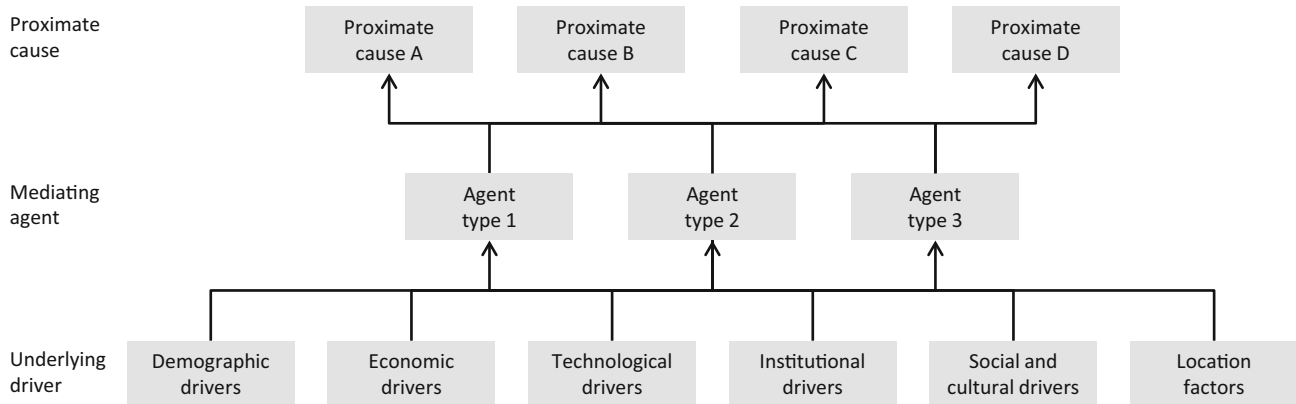 Proximate
cause
Proximate
cause A
Proximate
cause B
Proximate
cause C
Proximate
cause D
Mediating
agent
Agent
type 1
Agent
type 2
Agent
type 3
Underlying
driver
Demographic
drivers
Economic
drivers
Technological
drivers
Institutional
drivers
Social and
cultural drivers
Location
factors